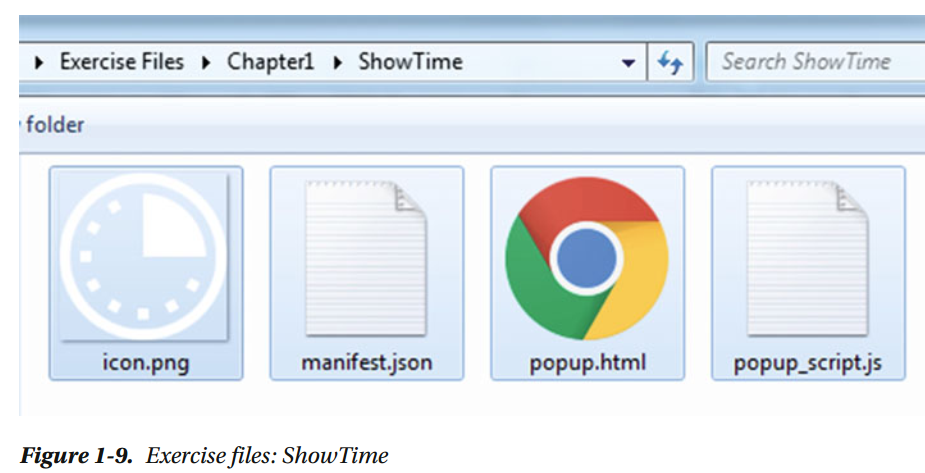 Exercise Files Chapter1 ShowTime Search ShowTime
folder
icon.png manifest.json popup.html popup_script.js
Figure 1-9. Exercise files: ShowTime